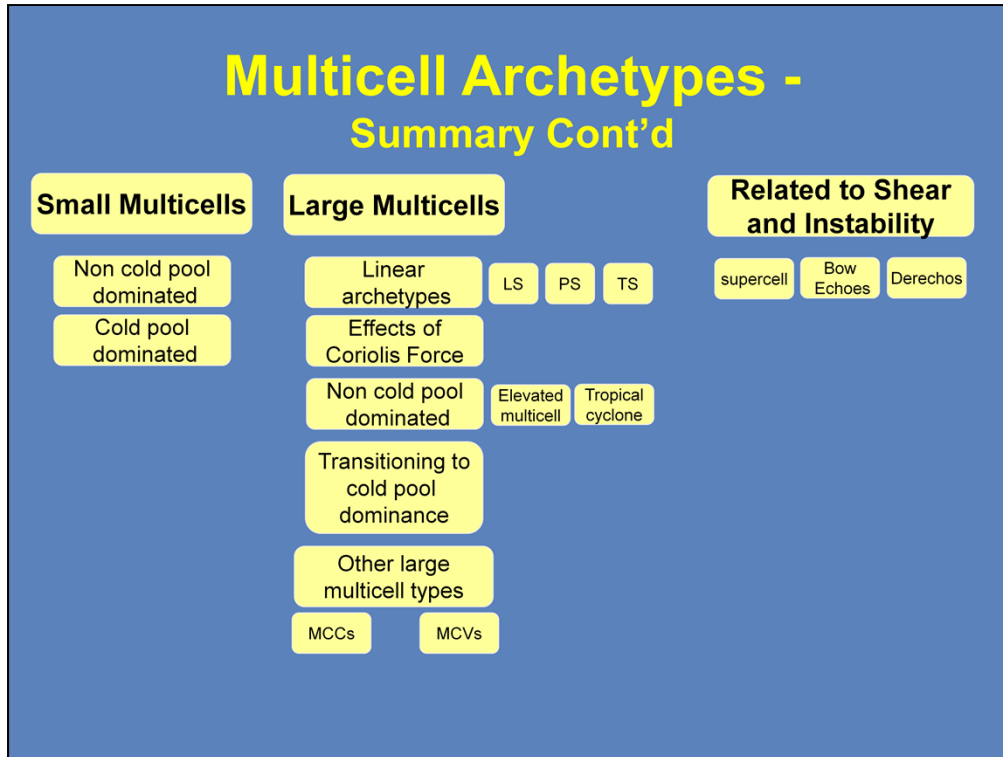 Multicell Archetypes -
Summary Cont’d
Small Multicells
Non cold pool
dominated
Cold pool
dominated
Large Multicells
Linear
archetypes
LS
PS
TS
Effects of
Coriolis Force
Non cold pool
dominated
Elevated
multicell
Tropical
cyclone
Transitioning to
cold pool
dominance
Other large
multicell types
MCCs
MCVs
Related to Shear
and Instability
supercell
Bow
Echoes
Derechos